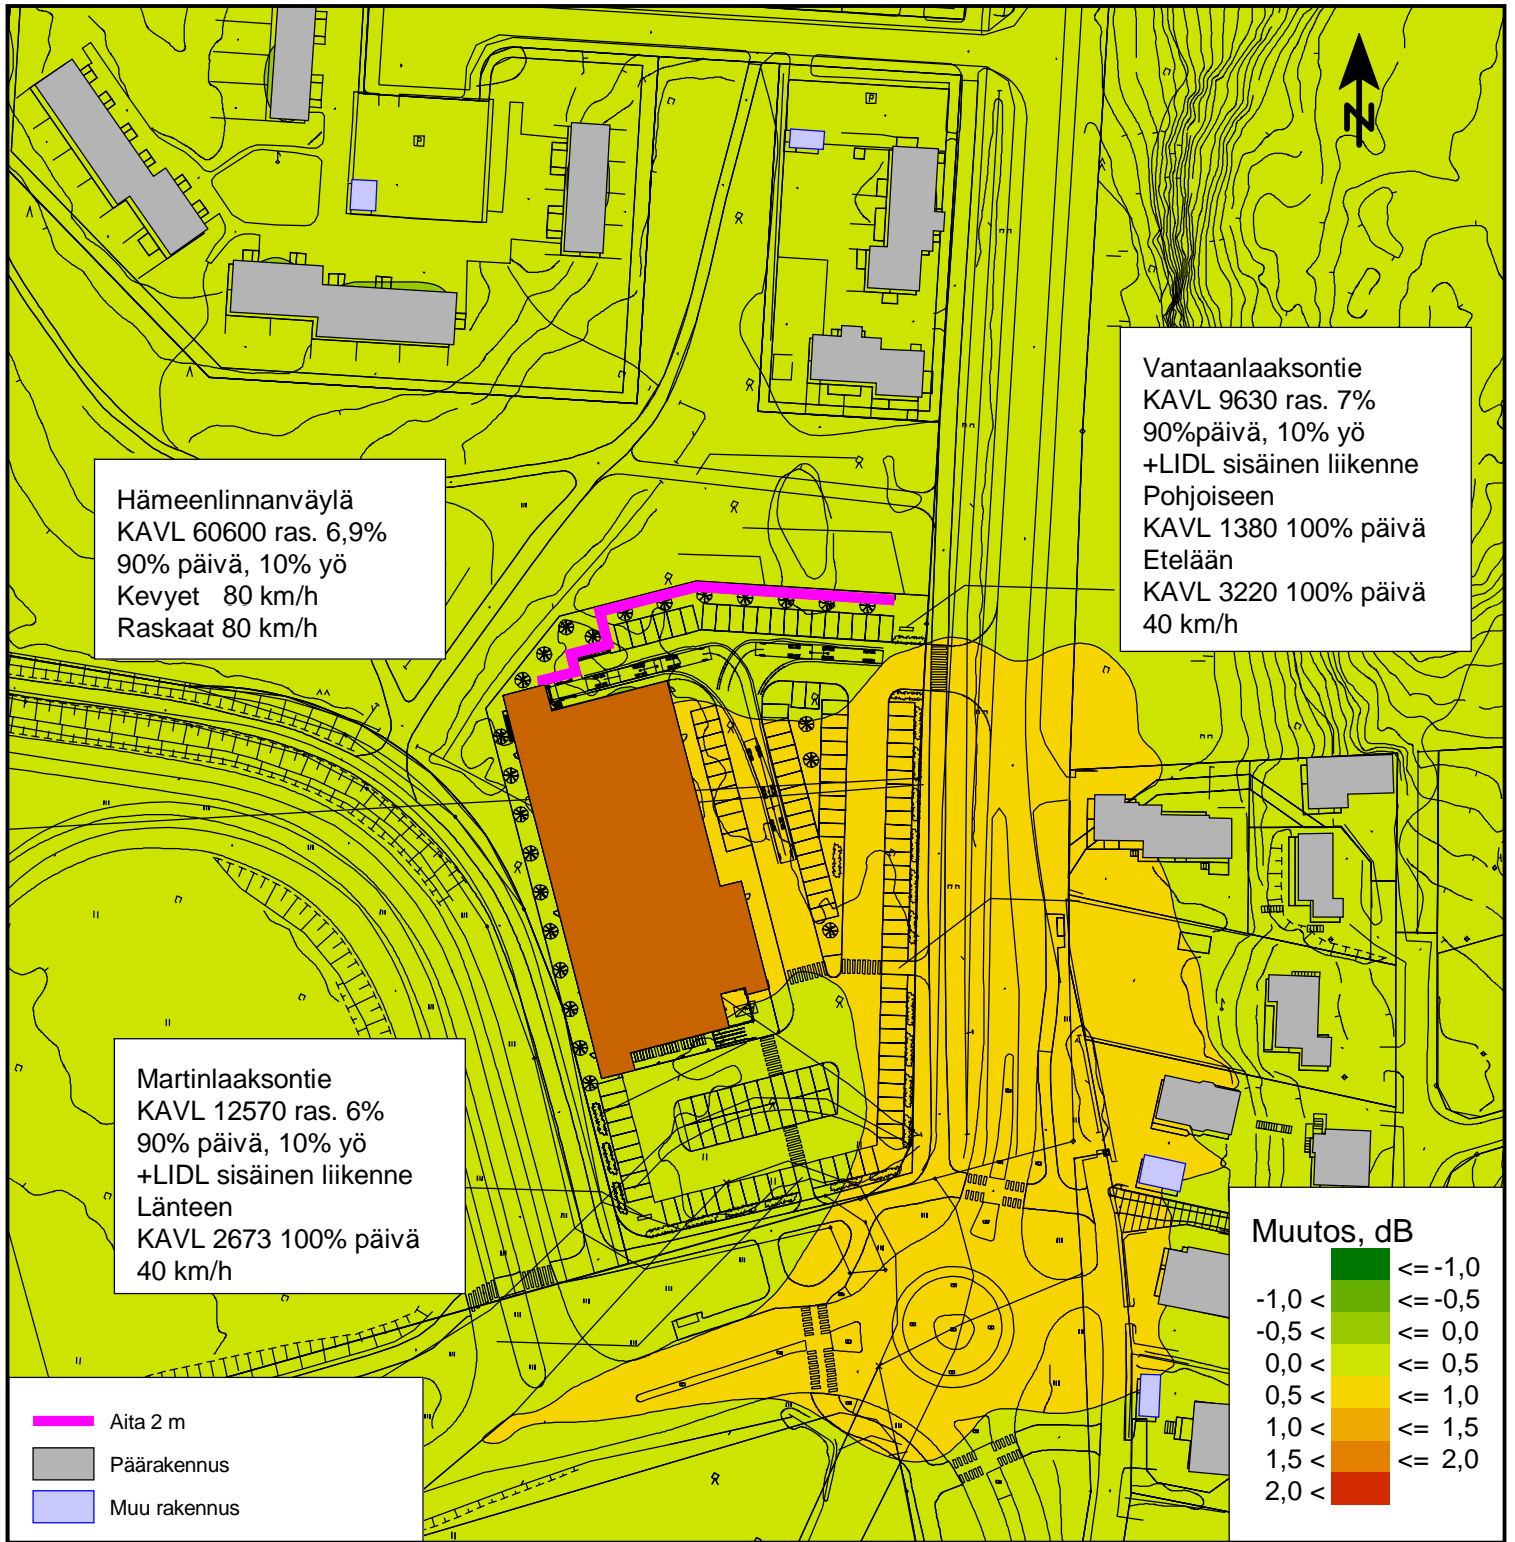 N
P
P
Vantaanlaaksontie
KAVL 9630 ras. 7%
90%päivä, 10% yö
+LIDL sisäinen liikenne
Pohjoiseen
KAVL 1380 100% päivä
Etelään
KAVL 3220 100% päivä
40 km/h
Hämeenlinnanväylä
KAVL 60600 ras. 6,9%
90% päivä, 10% yö
Kevyet 80 km/h
Raskaat 80 km/h
Martinlaaksontie
KAVL 12570 ras. 6%
90% päivä, 10% yö
+LIDL sisäinen liikenne
Länteen
KAVL 2673 100% päivä
40 km/h
Muutos, dB
<= -1,0
-1,0 < <= -0,5
-0,5 < <= 0,0
0,0 < <= 0,5
0,5 < <= 1,0
1,0 < <= 1,5
1,5 < <= 2,0
2,0 <
Aita 2 m
Päärakennus
Muu rakennus